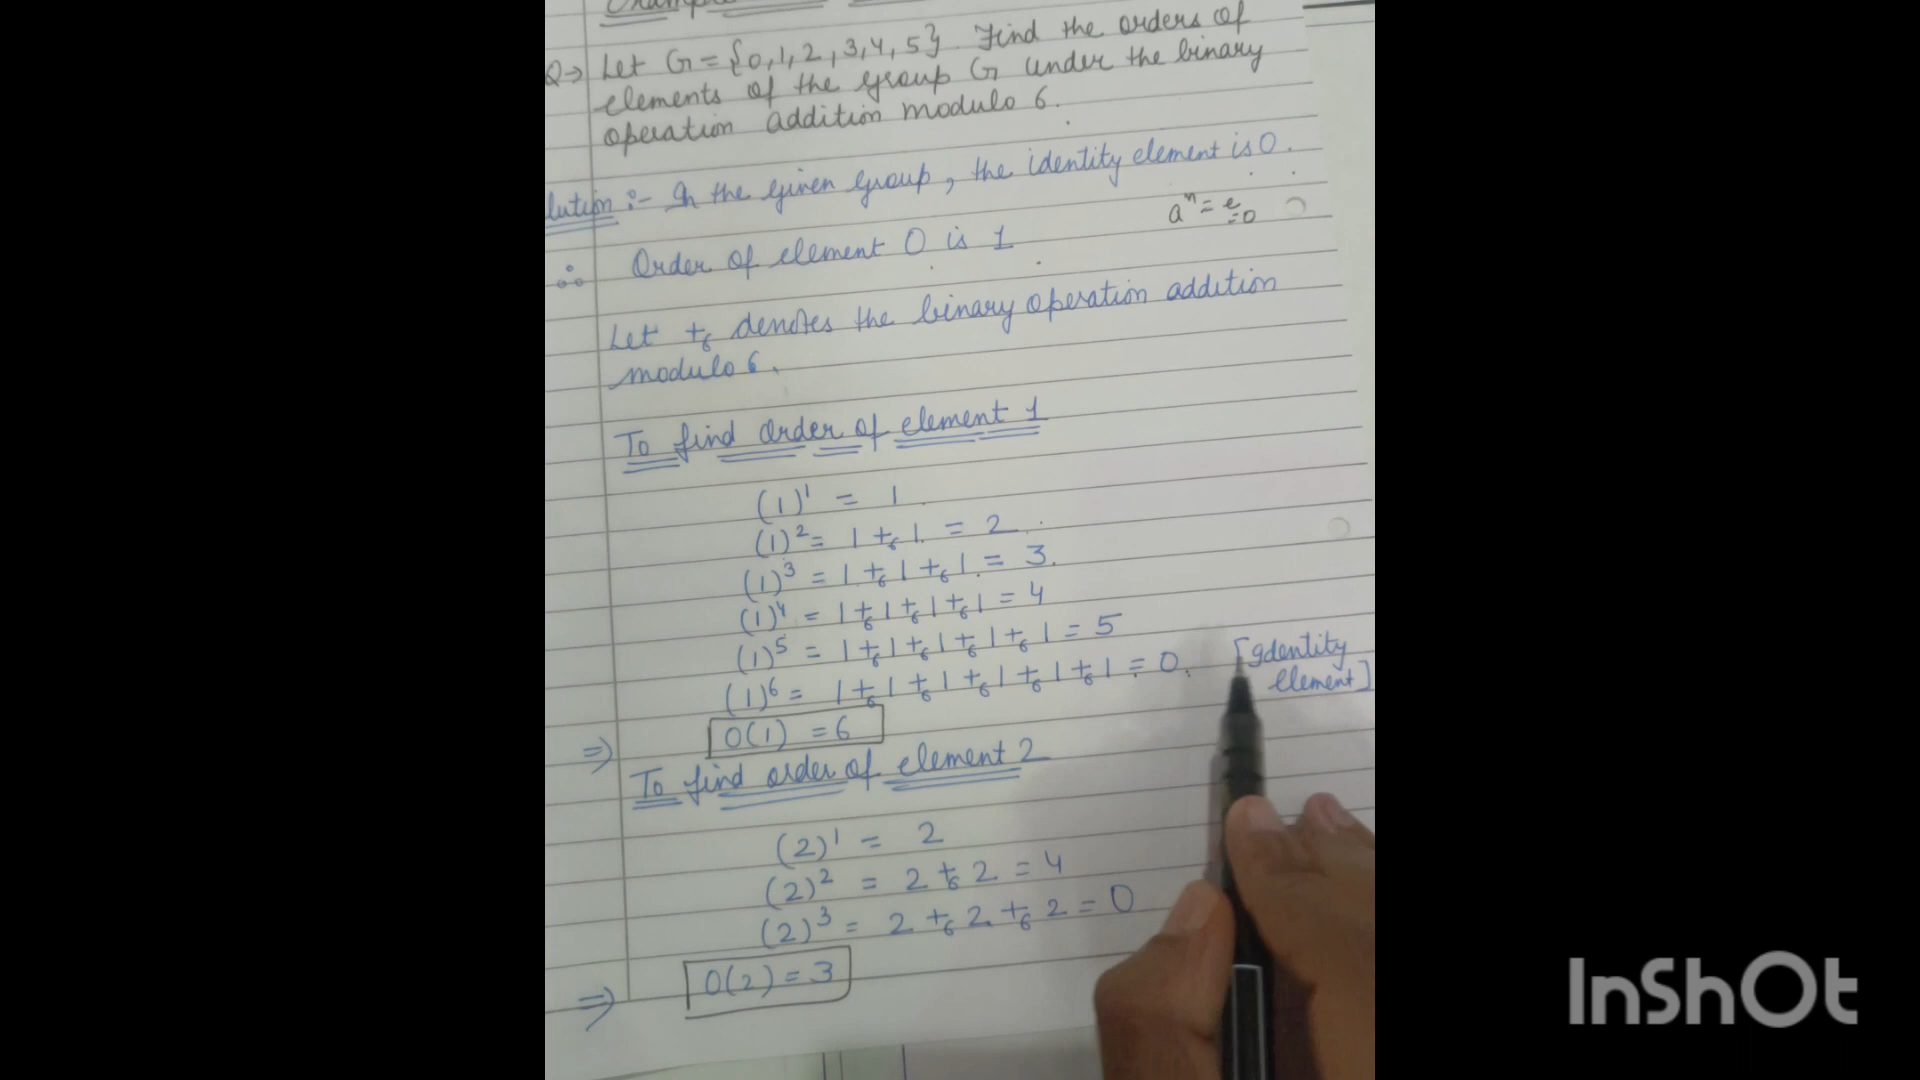 Example
Q→ Let G = {0,1,2,3,4,5}. Find the orders of
elements of the group G under the binary
operation addition modulo 6.
lution :- In the given group, the identity element is 0.
aⁿ = e
=0
∴ Order of element 0 is 1
Let +₆ denotes the binary operation addition
modulo 6.
To find order of element 1
(1)¹ = 1
(1)² = 1 +₆ 1 = 2
(1)³ = 1 +₆ 1 +₆ 1 = 3.
(1)⁴ = 1 +₆ 1 +₆ 1 +₆ 1 = 4
(1)⁵ = 1 +₆ 1 +₆ 1 +₆ 1 +₆ 1 = 5
(1)⁶ = 1 +₆ 1 +₆ 1 +₆ 1 +₆ 1 +₆ 1 = 0. [Identity
element]
⇒ O(1) = 6
To find order of element 2
(2)¹ = 2
(2)² = 2 +₆ 2 = 4
(2)³ = 2 +₆ 2 +₆ 2 = 0
⇒ O(2) = 3
InShOt